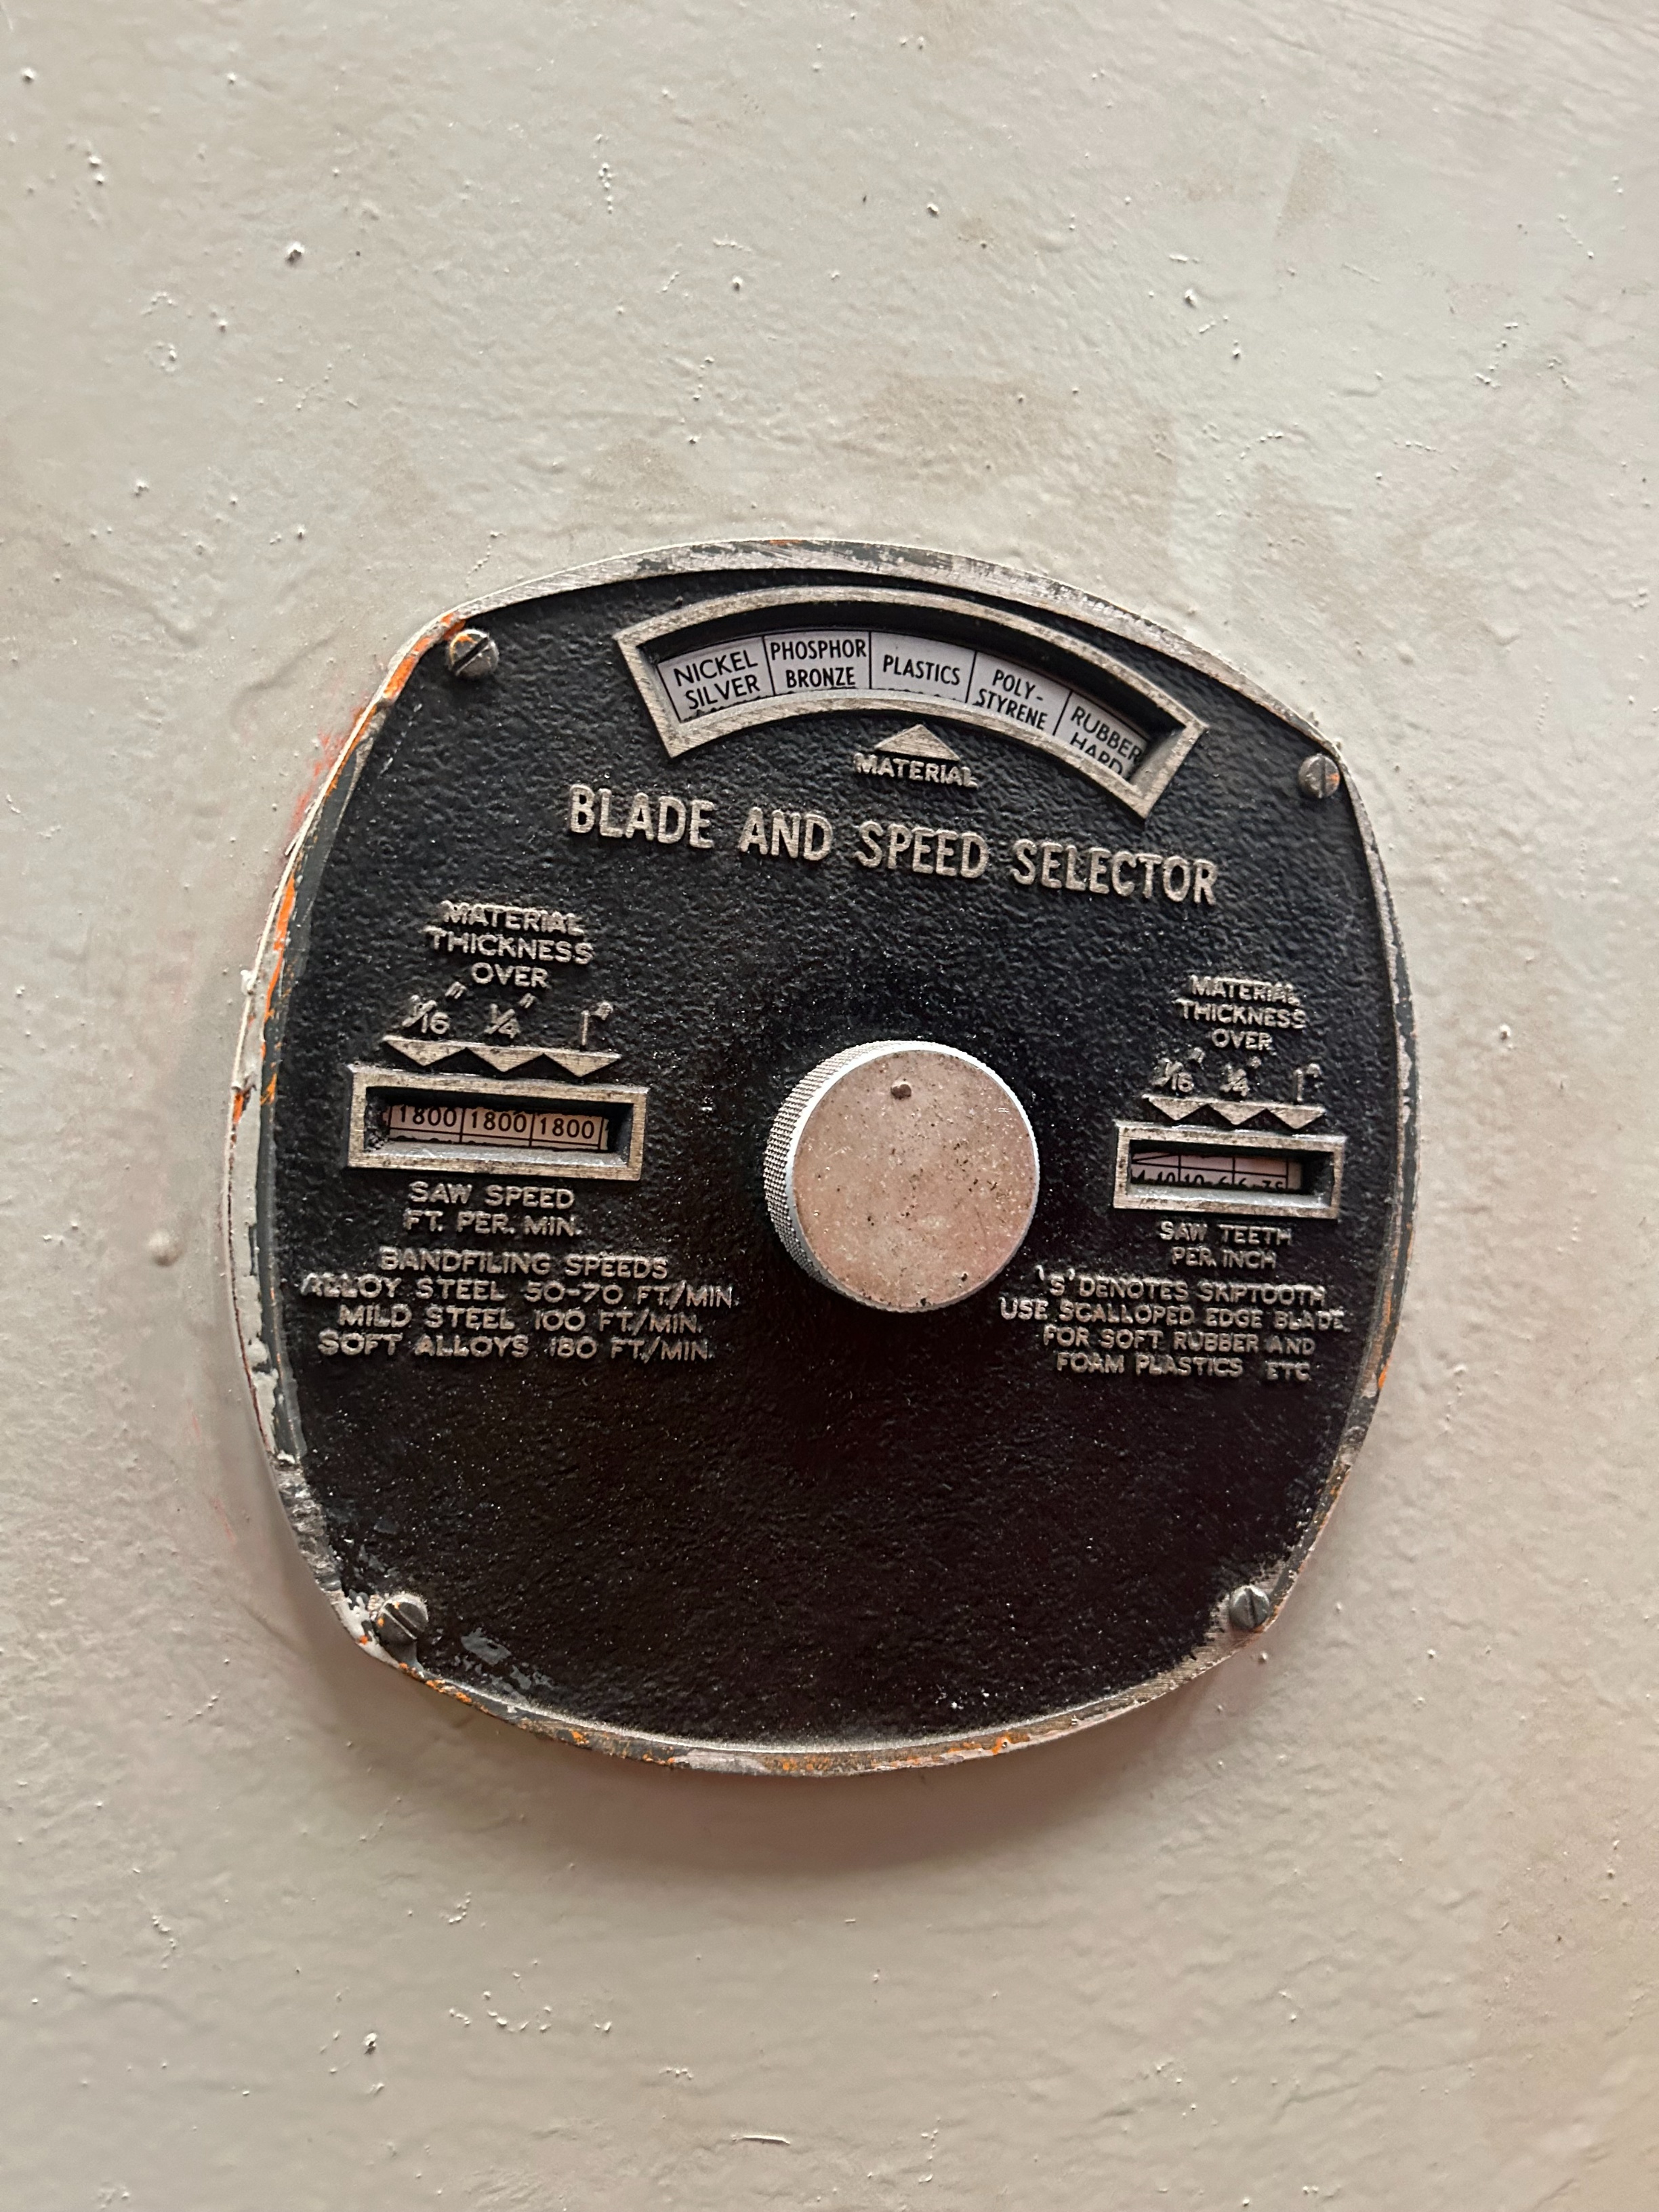 NICKEL
SILVER
PHOSPHOR
BRONZE
PLASTICS
POLY-
STYRENE
RUBBER
HARD
MATERIAL
BLADE AND SPEED SELECTOR
MATERIAL
THICKNESS
OVER
1/16" 1/4" 1"
1800 1800 1800
SAW SPEED
FT. PER. MIN.
BANDFILING SPEEDS
ALLOY STEEL 50-70 FT/MIN.
MILD STEEL 100 FT/MIN.
SOFT ALLOYS 180 FT/MIN.
MATERIAL
THICKNESS
OVER
1/16" 1/4" 1"
SAW TEETH
PER. INCH
'S' DENOTES SKIPTOOTH
USE SCALLOPED EDGE BLADE
FOR SOFT RUBBER AND
FOAM PLASTICS ETC